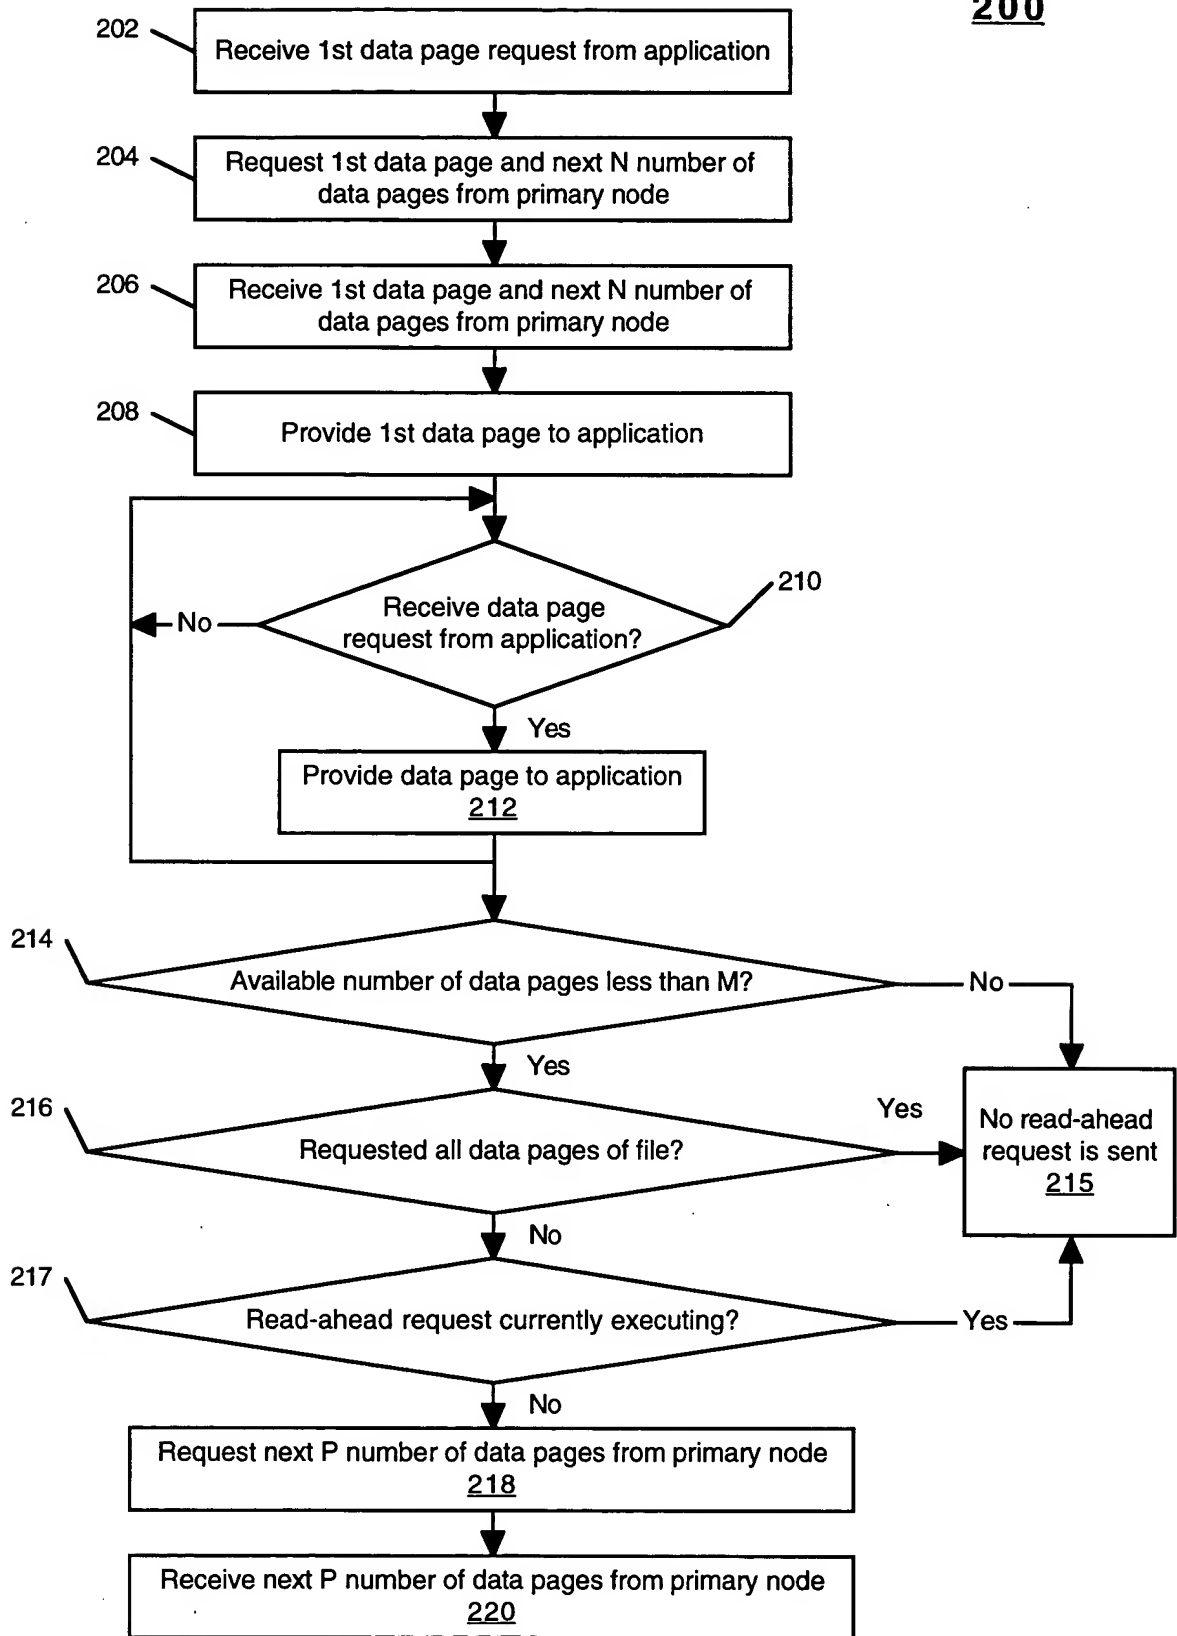 200
202
Receive 1st data page request from application
204
Request 1st data page and next N number of
data pages from primary node
206
Receive 1st data page and next N number of
data pages from primary node
208
Provide 1st data page to application
210
Receive data page
request from application?
No
Yes
Provide data page to application
212
214
Available number of data pages less than M?
No
Yes
216
Requested all data pages of file?
Yes
No read-ahead
request is sent
215
No
217
Read-ahead request currently executing?
Yes
No
Request next P number of data pages from primary node
218
Receive next P number of data pages from primary node
220